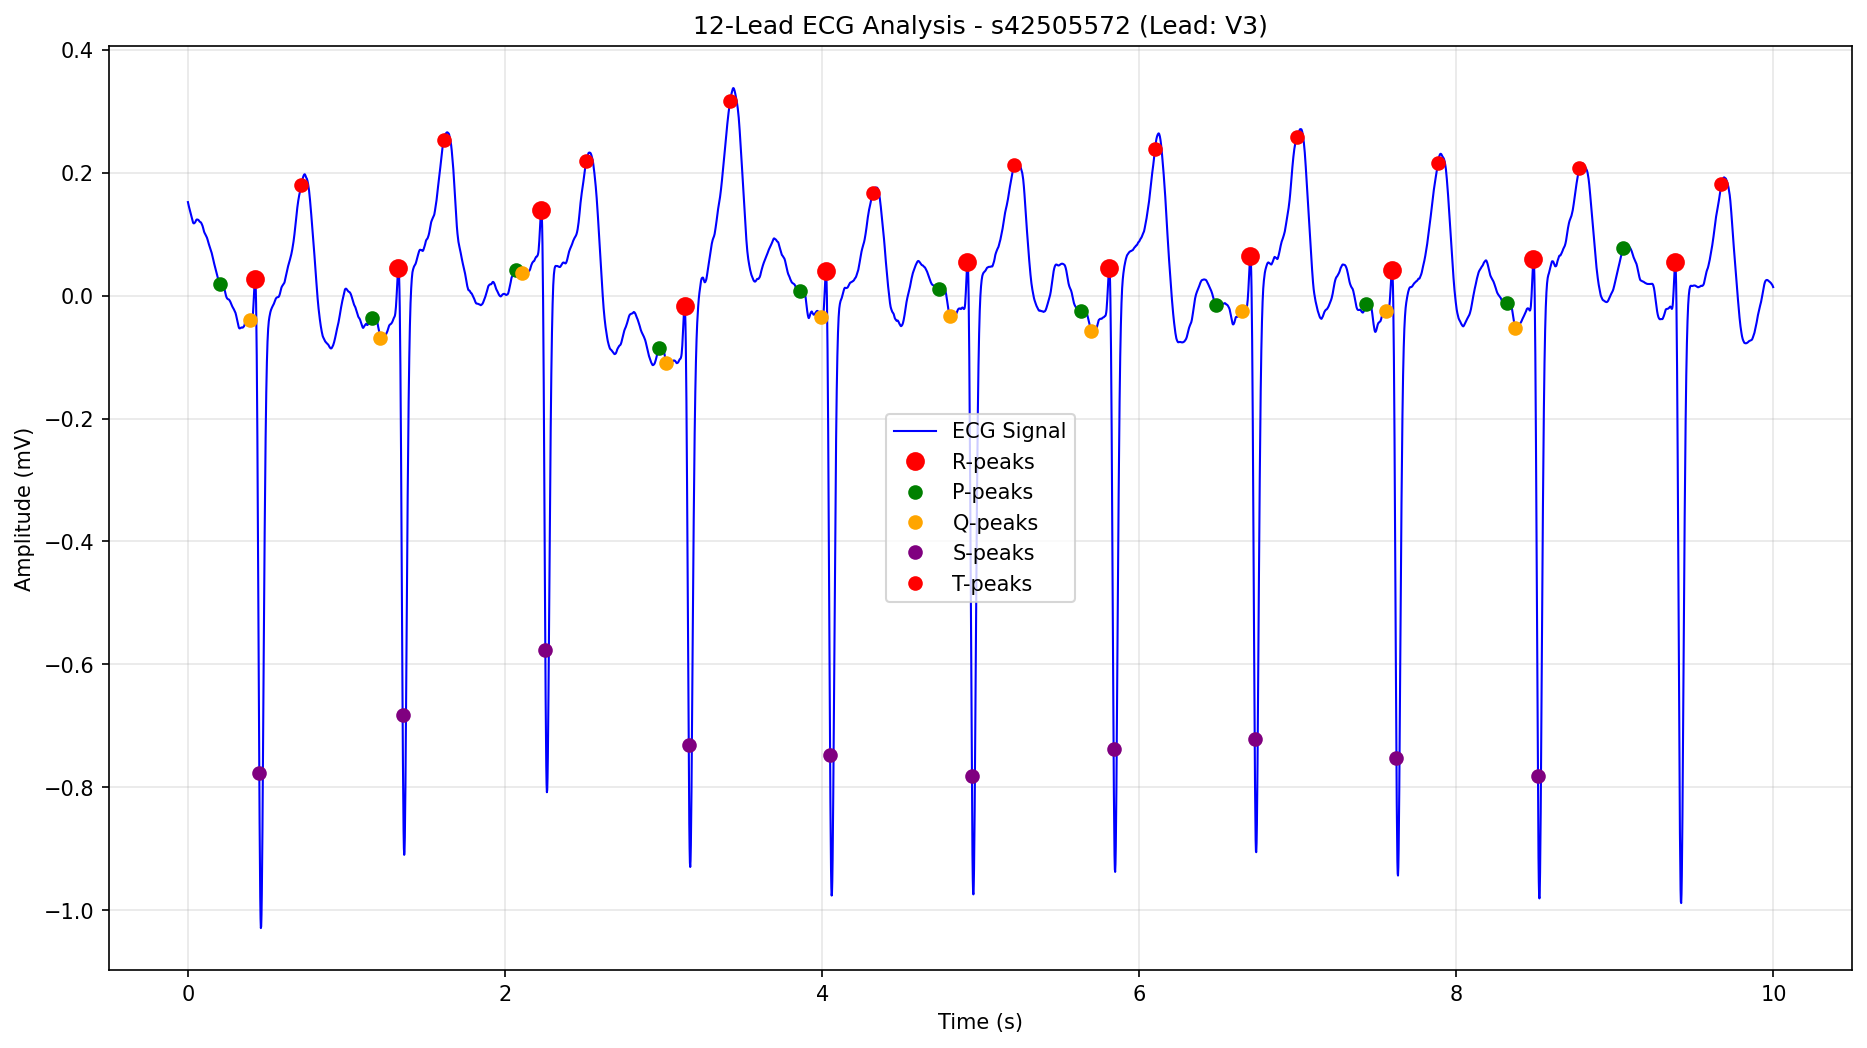 12-Lead ECG Analysis - s42505572 (Lead: V3)
Amplitude (mV)
0.4
0.2
0.0
−0.2
−0.4
−0.6
−0.8
−1.0
ECG Signal
R-peaks
P-peaks
Q-peaks
S-peaks
T-peaks
0 2 4 6 8 10
Time (s)